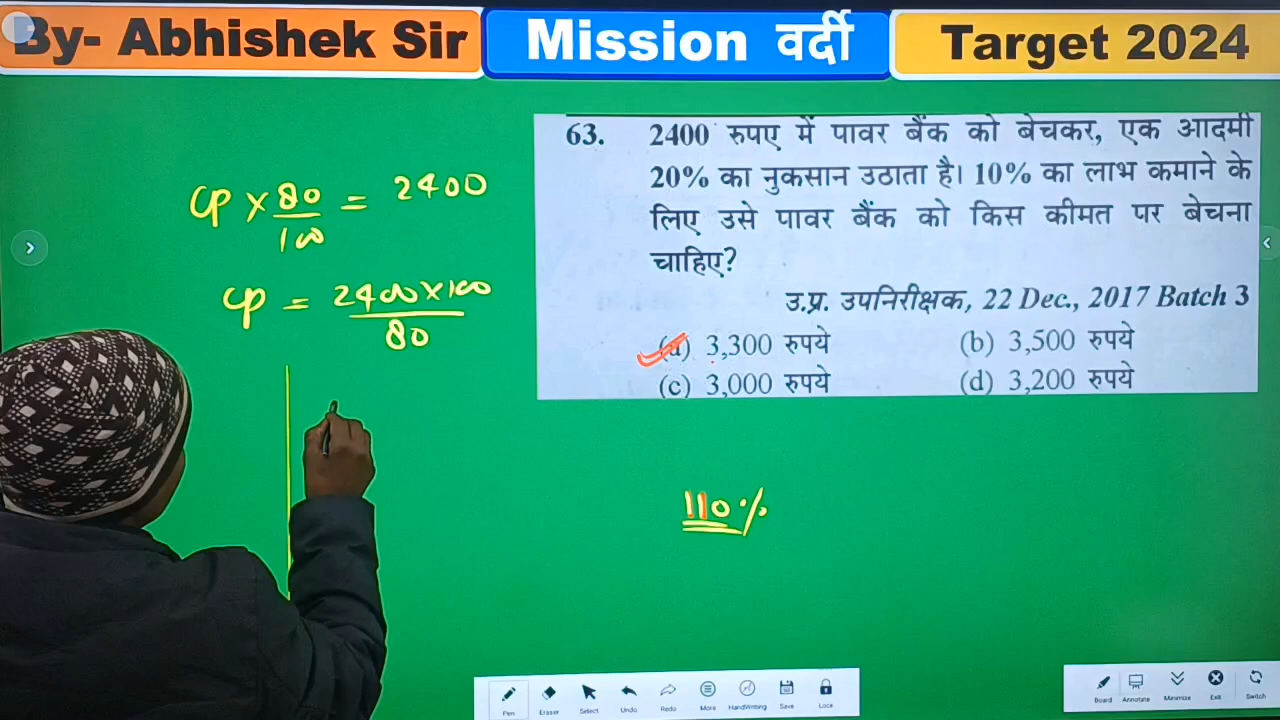 By- Abhishek Sir
Mission वर्दी
Target 2024
63. 2400 रुपए में पावर बैंक को बेचकर, एक आदमी
20% का नुकसान उठाता है। 10% का लाभ कमाने के
लिए उसे पावर बैंक को किस कीमत पर बेचना
चाहिए?
उ.प्र. उपनिरीक्षक, 22 Dec., 2017 Batch 3
(a) 3,300 रुपये (b) 3,500 रुपये
(c) 3,000 रुपये (d) 3,200 रुपये
CP × 80/100 = 2400
CP = 2400×100/80
110%
Pen Eraser Select Undo Redo More HandWriting Save Lock
Board Annotate Minimize Exit Switch